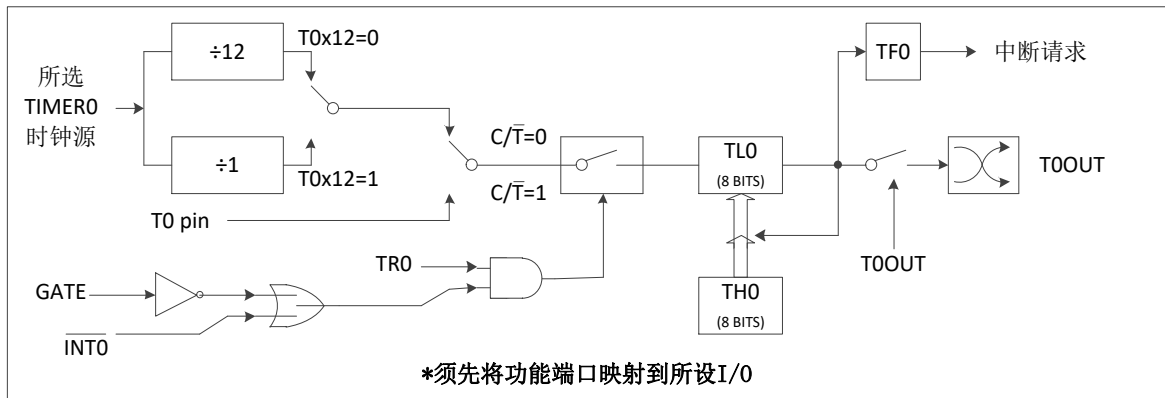 ÷12
T0x12=0
所选
TIMER0
时钟源
÷1
T0x12=1
T0 pin
C/T̅=0
C/T̅=1
TL0
(8 BITS)
TF0
中断请求
T0OUT
T0OUT
TR0
TH0
(8 BITS)
GATE
I̅N̅T̅0̅
*须先将功能端口映射到所设I/O